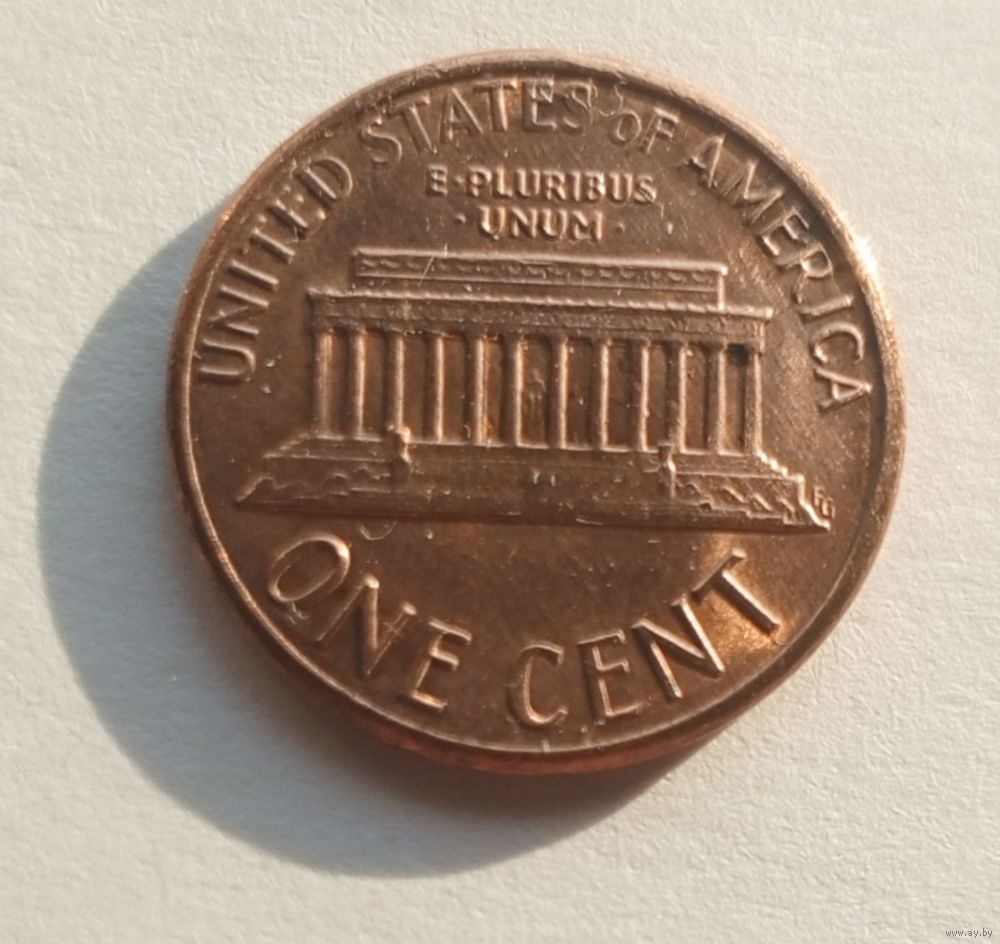 UNITED STATES OF AMERICA
E·PLURIBUS
·UNUM·
FG
ONE CENT
www.ay.by